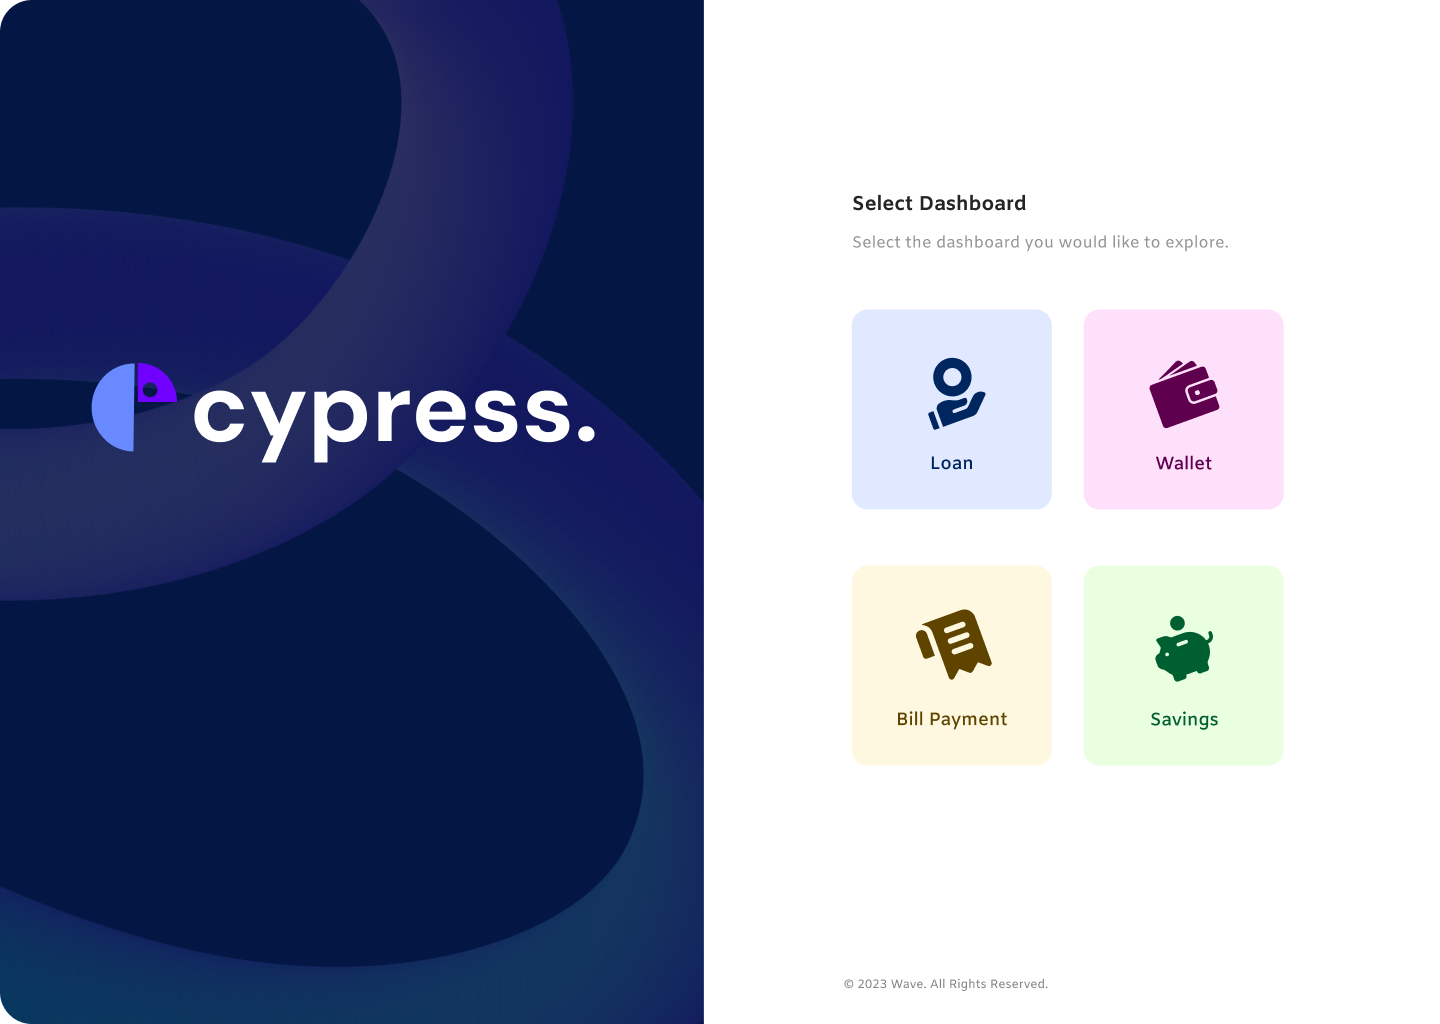 cypress.
Select Dashboard
Select the dashboard you would like to explore.
Loan
Wallet
Bill Payment
Savings
© 2023 Wave. All Rights Reserved.